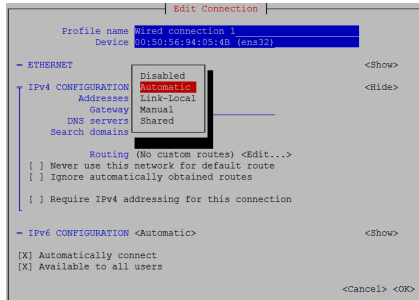 Edit Connection
Profile name Wired connection 1
Device 00:50:56:94:05:4B (ens32)
= ETHERNET <Show>
Disabled
= IPv4 CONFIGURATION Automatic <Hide>
Addresses Link-Local
Gateway Manual
DNS servers Shared
Search domains
Routing (No custom routes) <Edit...>
[ ] Never use this network for default route
[ ] Ignore automatically obtained routes
[ ] Require IPv4 addressing for this connection
= IPv6 CONFIGURATION <Automatic> <Show>
[X] Automatically connect
[X] Available to all users
<Cancel> <OK>